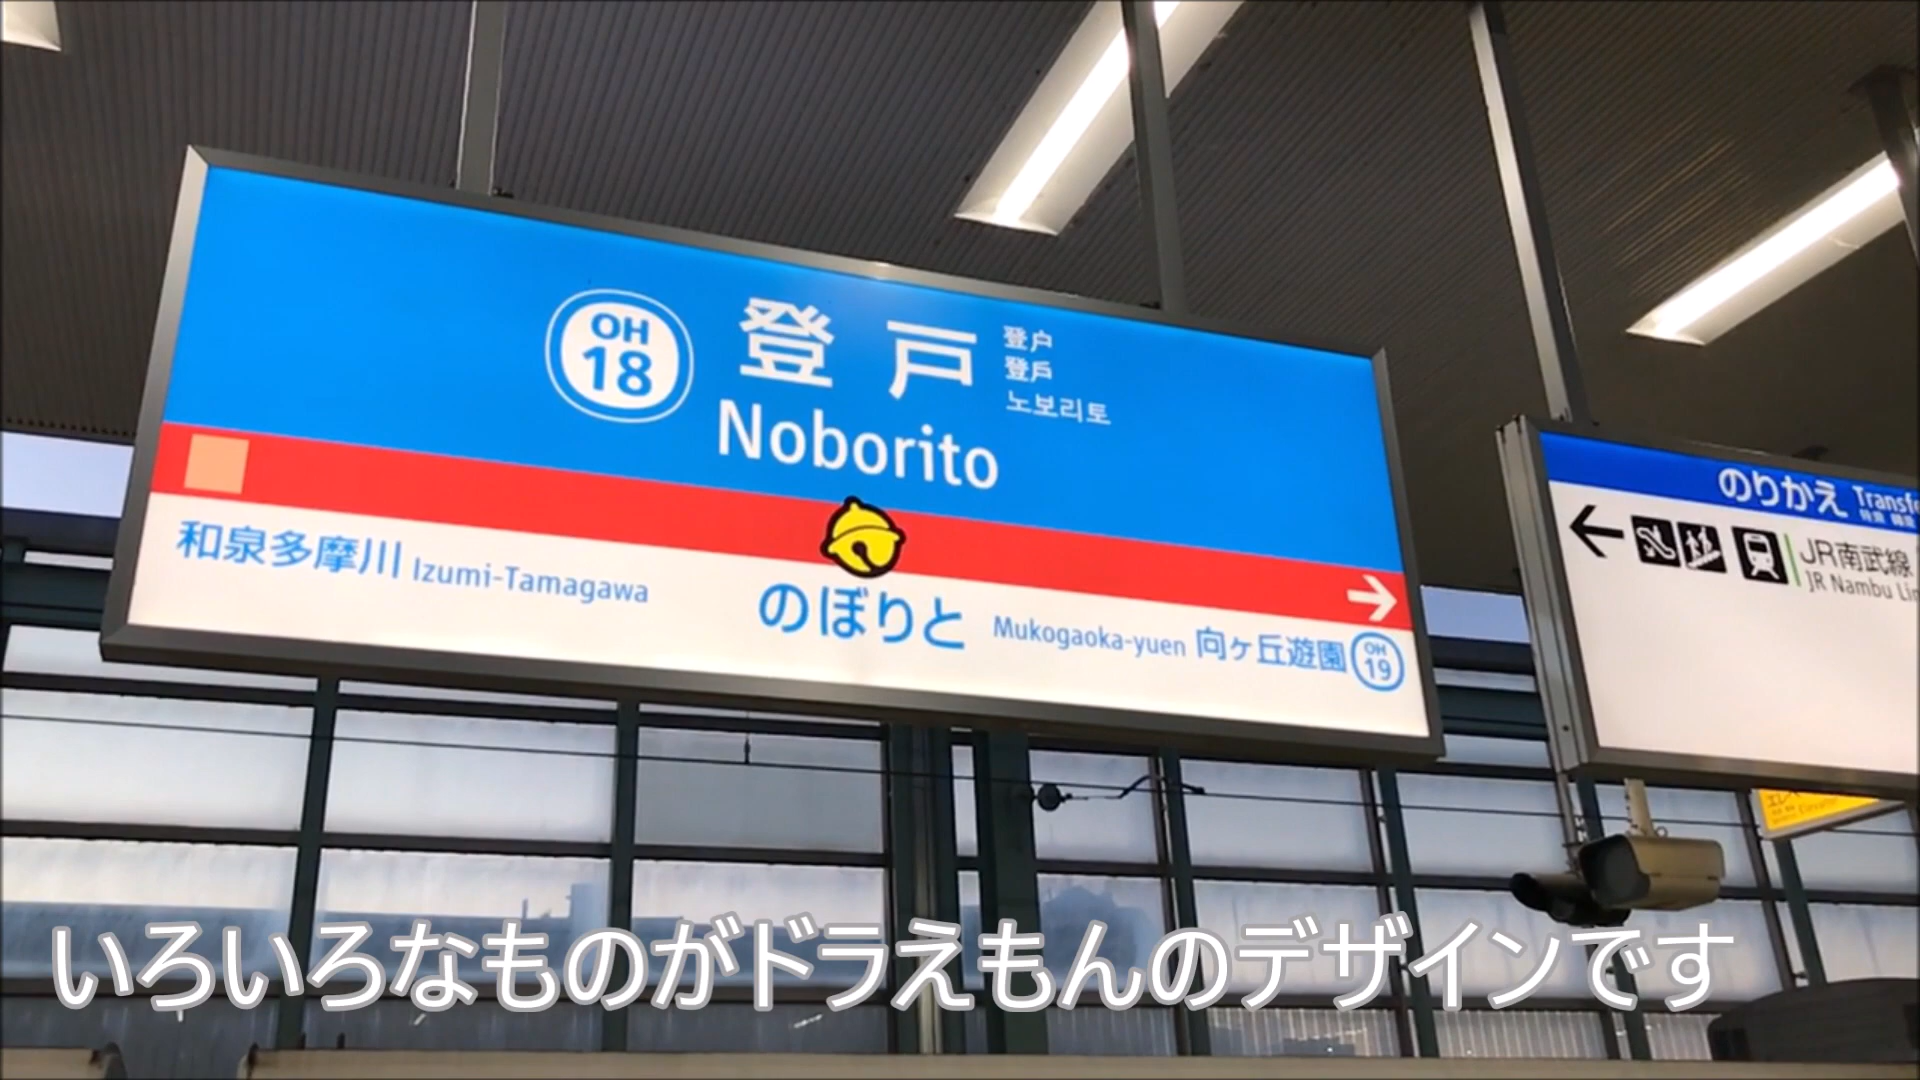 OH
18
登戸
登户
登戶
노보리토
Noborito
和泉多摩川 Izumi-Tamagawa
のぼりと
Mukogaoka-yuen 向ヶ丘遊園
OH
19
のりかえ
JR南武線
JR Nambu
いろいろなものがドラえもんのデザインです